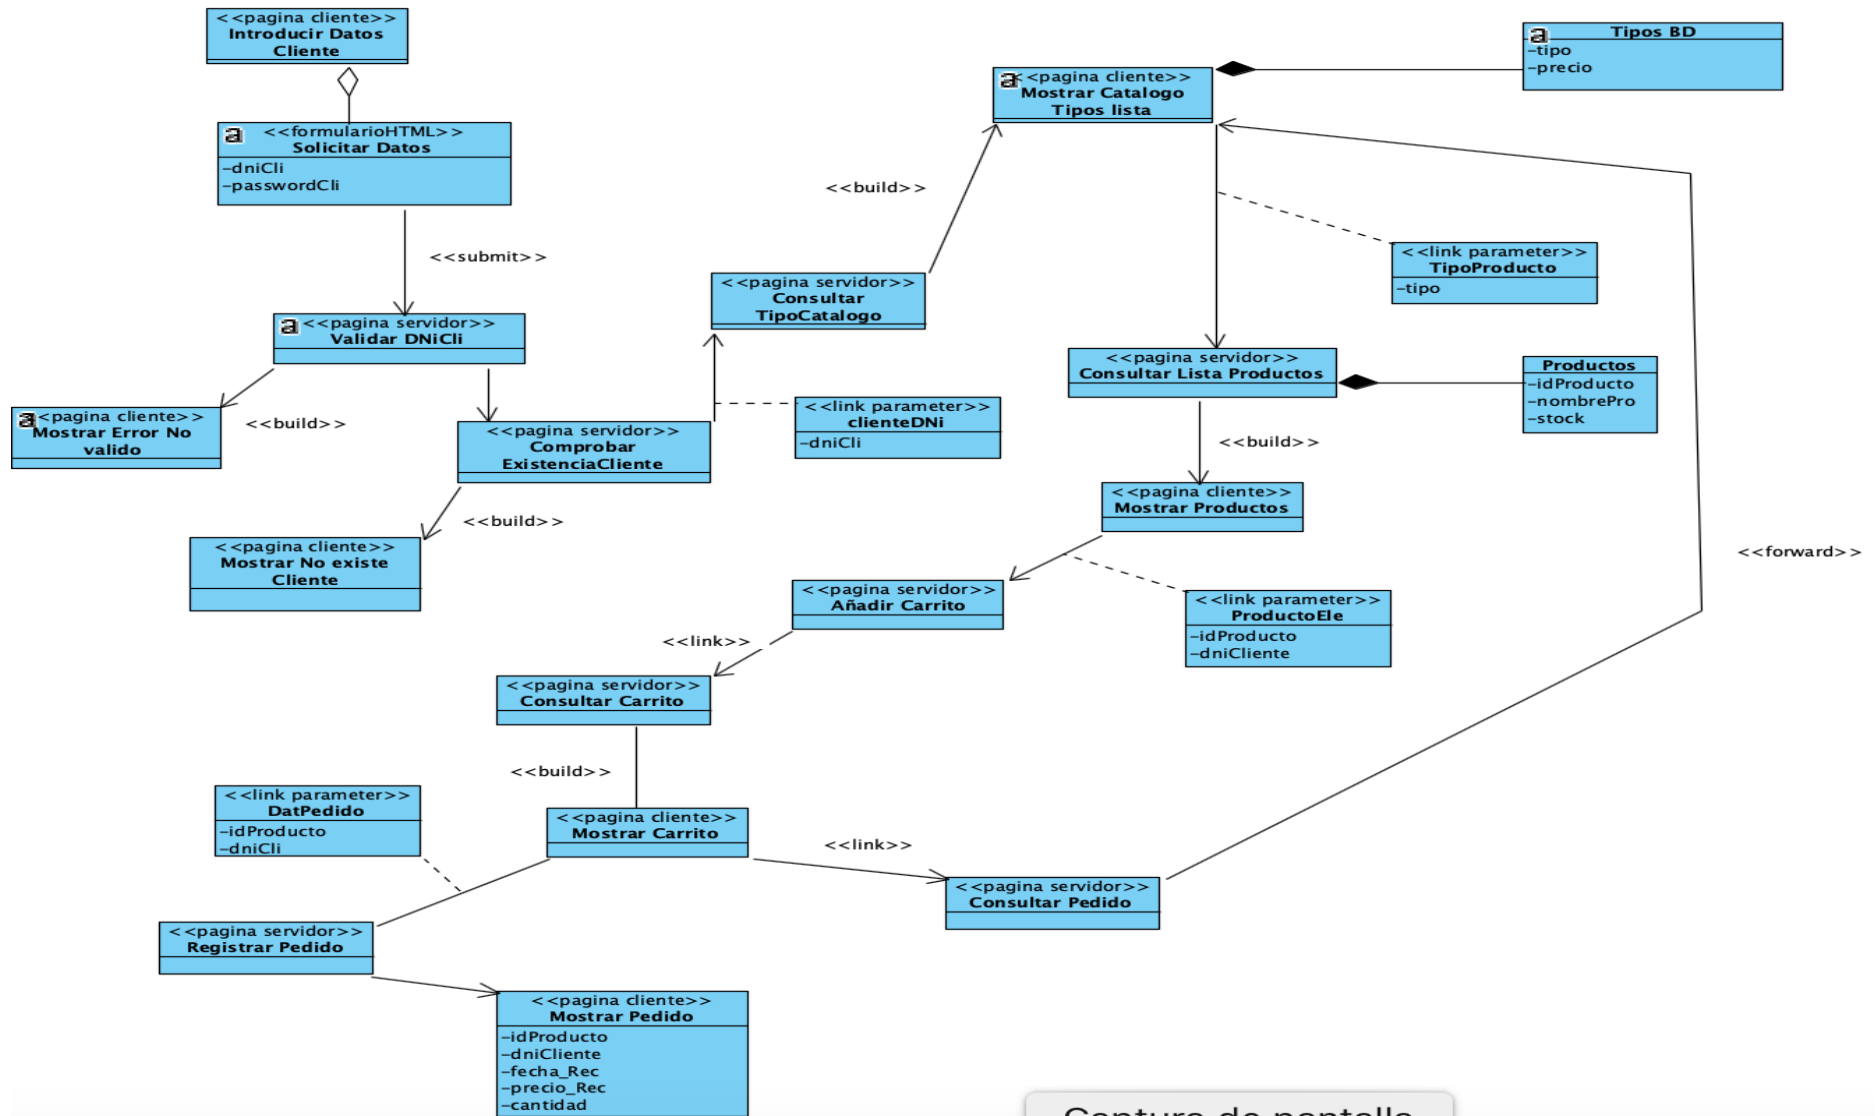 <<pagina cliente>>
Introducir Datos
Cliente
a
<<formularioHTML>>
Solicitar Datos
-dniCli
-passwordCli
<<submit>>
a
<<pagina servidor>>
Validar DNiCli
<<build>>
a
<<pagina cliente>>
Mostrar Error No
valido
<<pagina servidor>>
Comprobar
ExistenciaCliente
<<build>>
<<pagina cliente>>
Mostrar No existe
Cliente
<<link parameter>>
clienteDNi
-dniCli
<<pagina servidor>>
Consultar
TipoCatalogo
<<build>>
a
<<pagina cliente>>
Mostrar Catalogo
Tipos lista
a
Tipos BD
-tipo
-precio
<<link parameter>>
TipoProducto
-tipo
<<pagina servidor>>
Consultar Lista Productos
Productos
-idProducto
-nombrePro
-stock
<<build>>
<<pagina cliente>>
Mostrar Productos
<<forward>>
<<link parameter>>
ProductoEle
-idProducto
-dniCliente
<<pagina servidor>>
Añadir Carrito
<<link>>
<<pagina servidor>>
Consultar Carrito
<<build>>
<<pagina cliente>>
Mostrar Carrito
<<link parameter>>
DatPedido
-idProducto
-dniCli
<<link>>
<<pagina servidor>>
Consultar Pedido
<<pagina servidor>>
Registrar Pedido
<<pagina cliente>>
Mostrar Pedido
-idProducto
-dniCliente
-fecha_Rec
-precio_Rec
-cantidad
Captura de pantalla